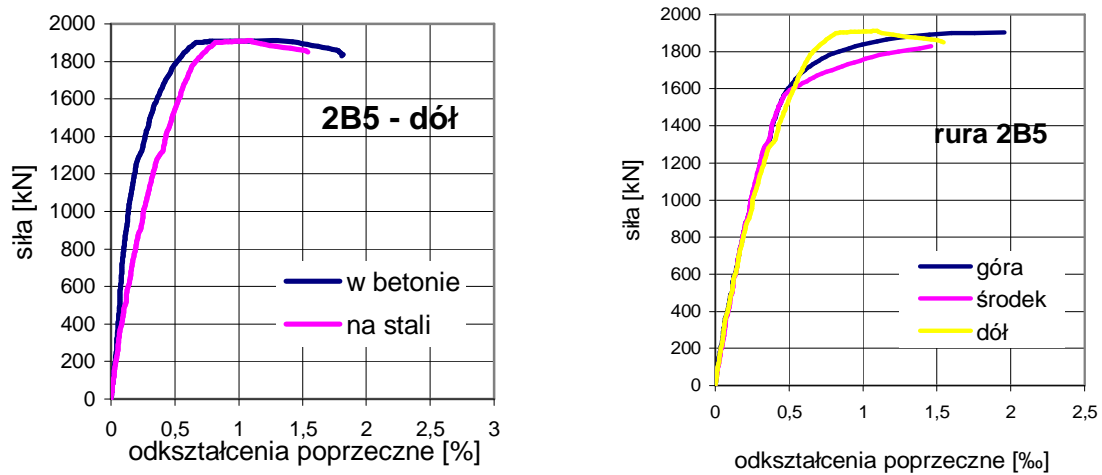 2000
1800
1600
1400
1200
1000
800
600
400
200
0
siła [kN]
2B5 - dół
w betonie
na stali
0 0,5 1 1,5 2 2,5 3
odkształcenia poprzeczne [%]
2000
1800
1600
1400
1200
1000
800
600
400
200
0
siła [kN]
rura 2B5
góra
środek
dół
0 0,5 1 1,5 2 2,5
odkształcenia poprzeczne [‰]